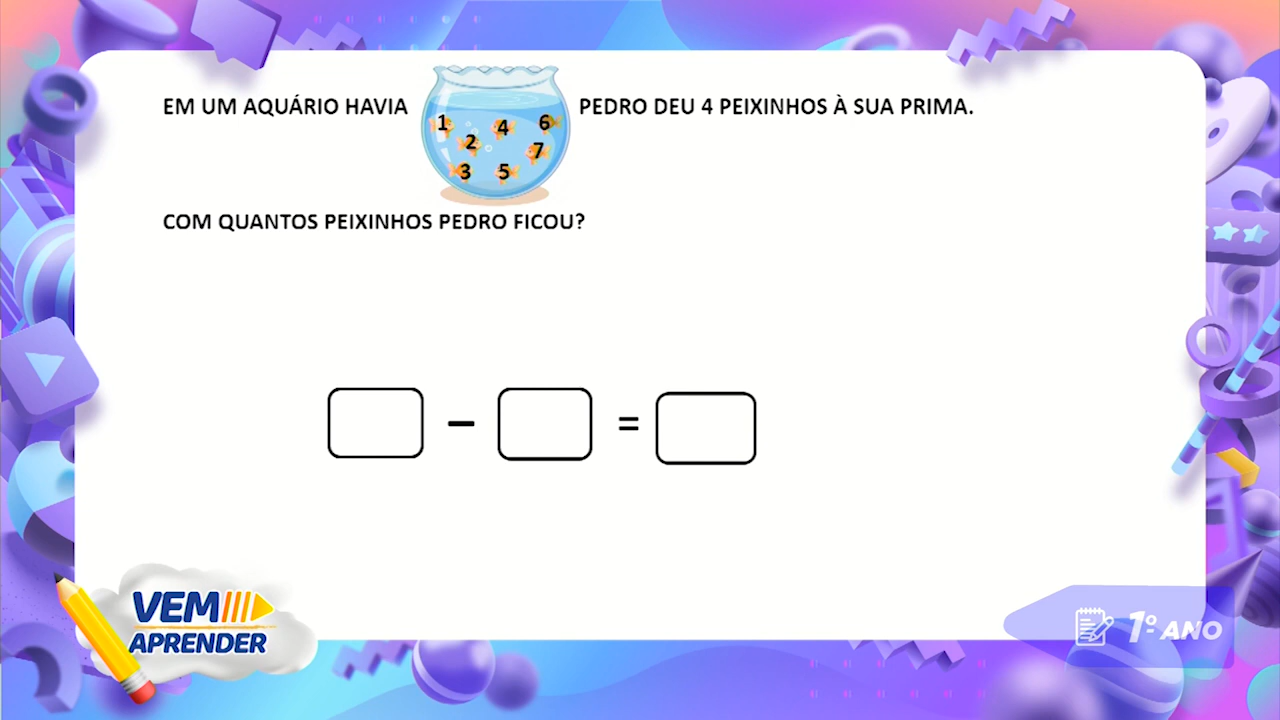 EM UM AQUÁRIO HAVIA 1 2 3 4 5 6 7 PEDRO DEU 4 PEIXINHOS À SUA PRIMA.
COM QUANTOS PEIXINHOS PEDRO FICOU?
– =
VEM
APRENDER
1º ANO